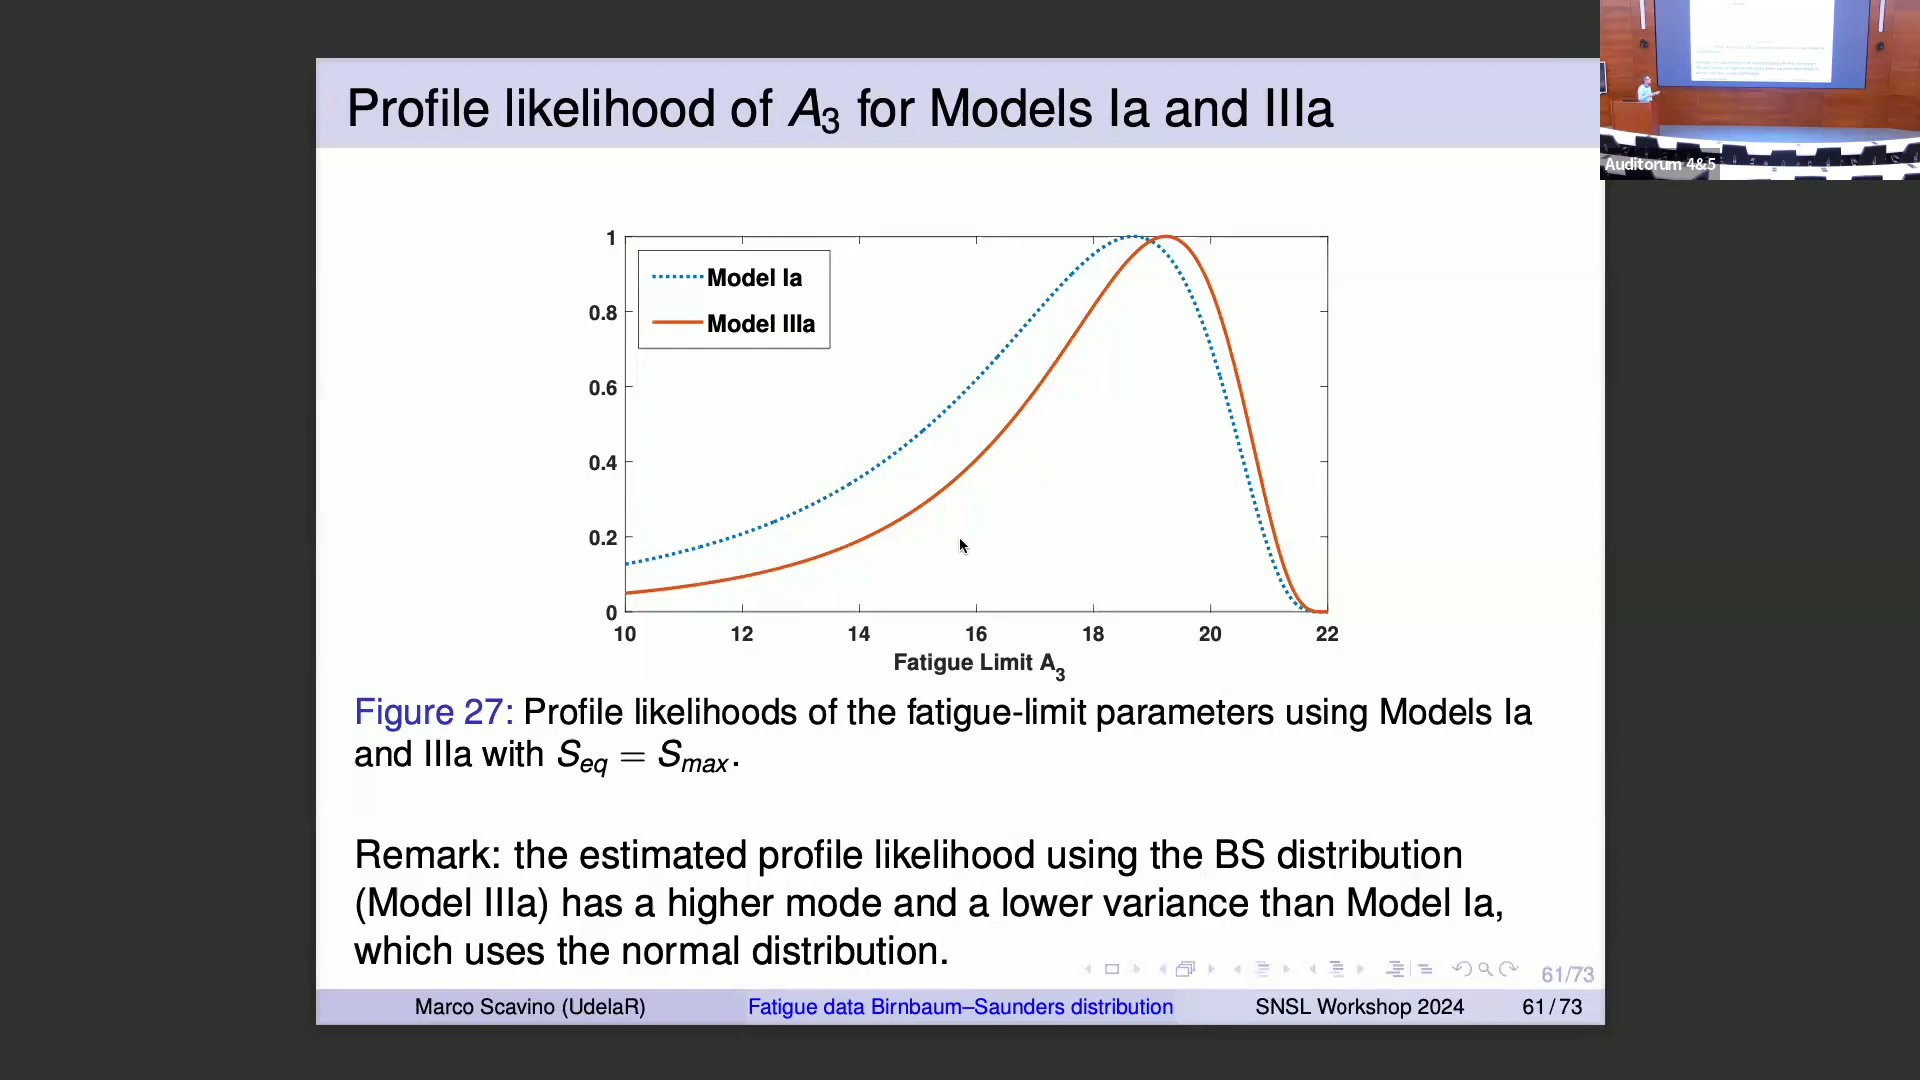 Profile likelihood of A3 for Models Ia and IIIa
Auditorum 4&5
Model Ia
Model IIIa
1
0.8
0.6
0.4
0.2
0
10 12 14 16 18 20 22
Fatigue Limit A3
Figure 27: Profile likelihoods of the fatigue-limit parameters using Models Ia
and IIIa with Seq = Smax.
Remark: the estimated profile likelihood using the BS distribution
(Model IIIa) has a higher mode and a lower variance than Model Ia,
which uses the normal distribution.
61/73
Marco Scavino (UdelaR) Fatigue data Birnbaum–Saunders distribution SNSL Workshop 2024 61 / 73